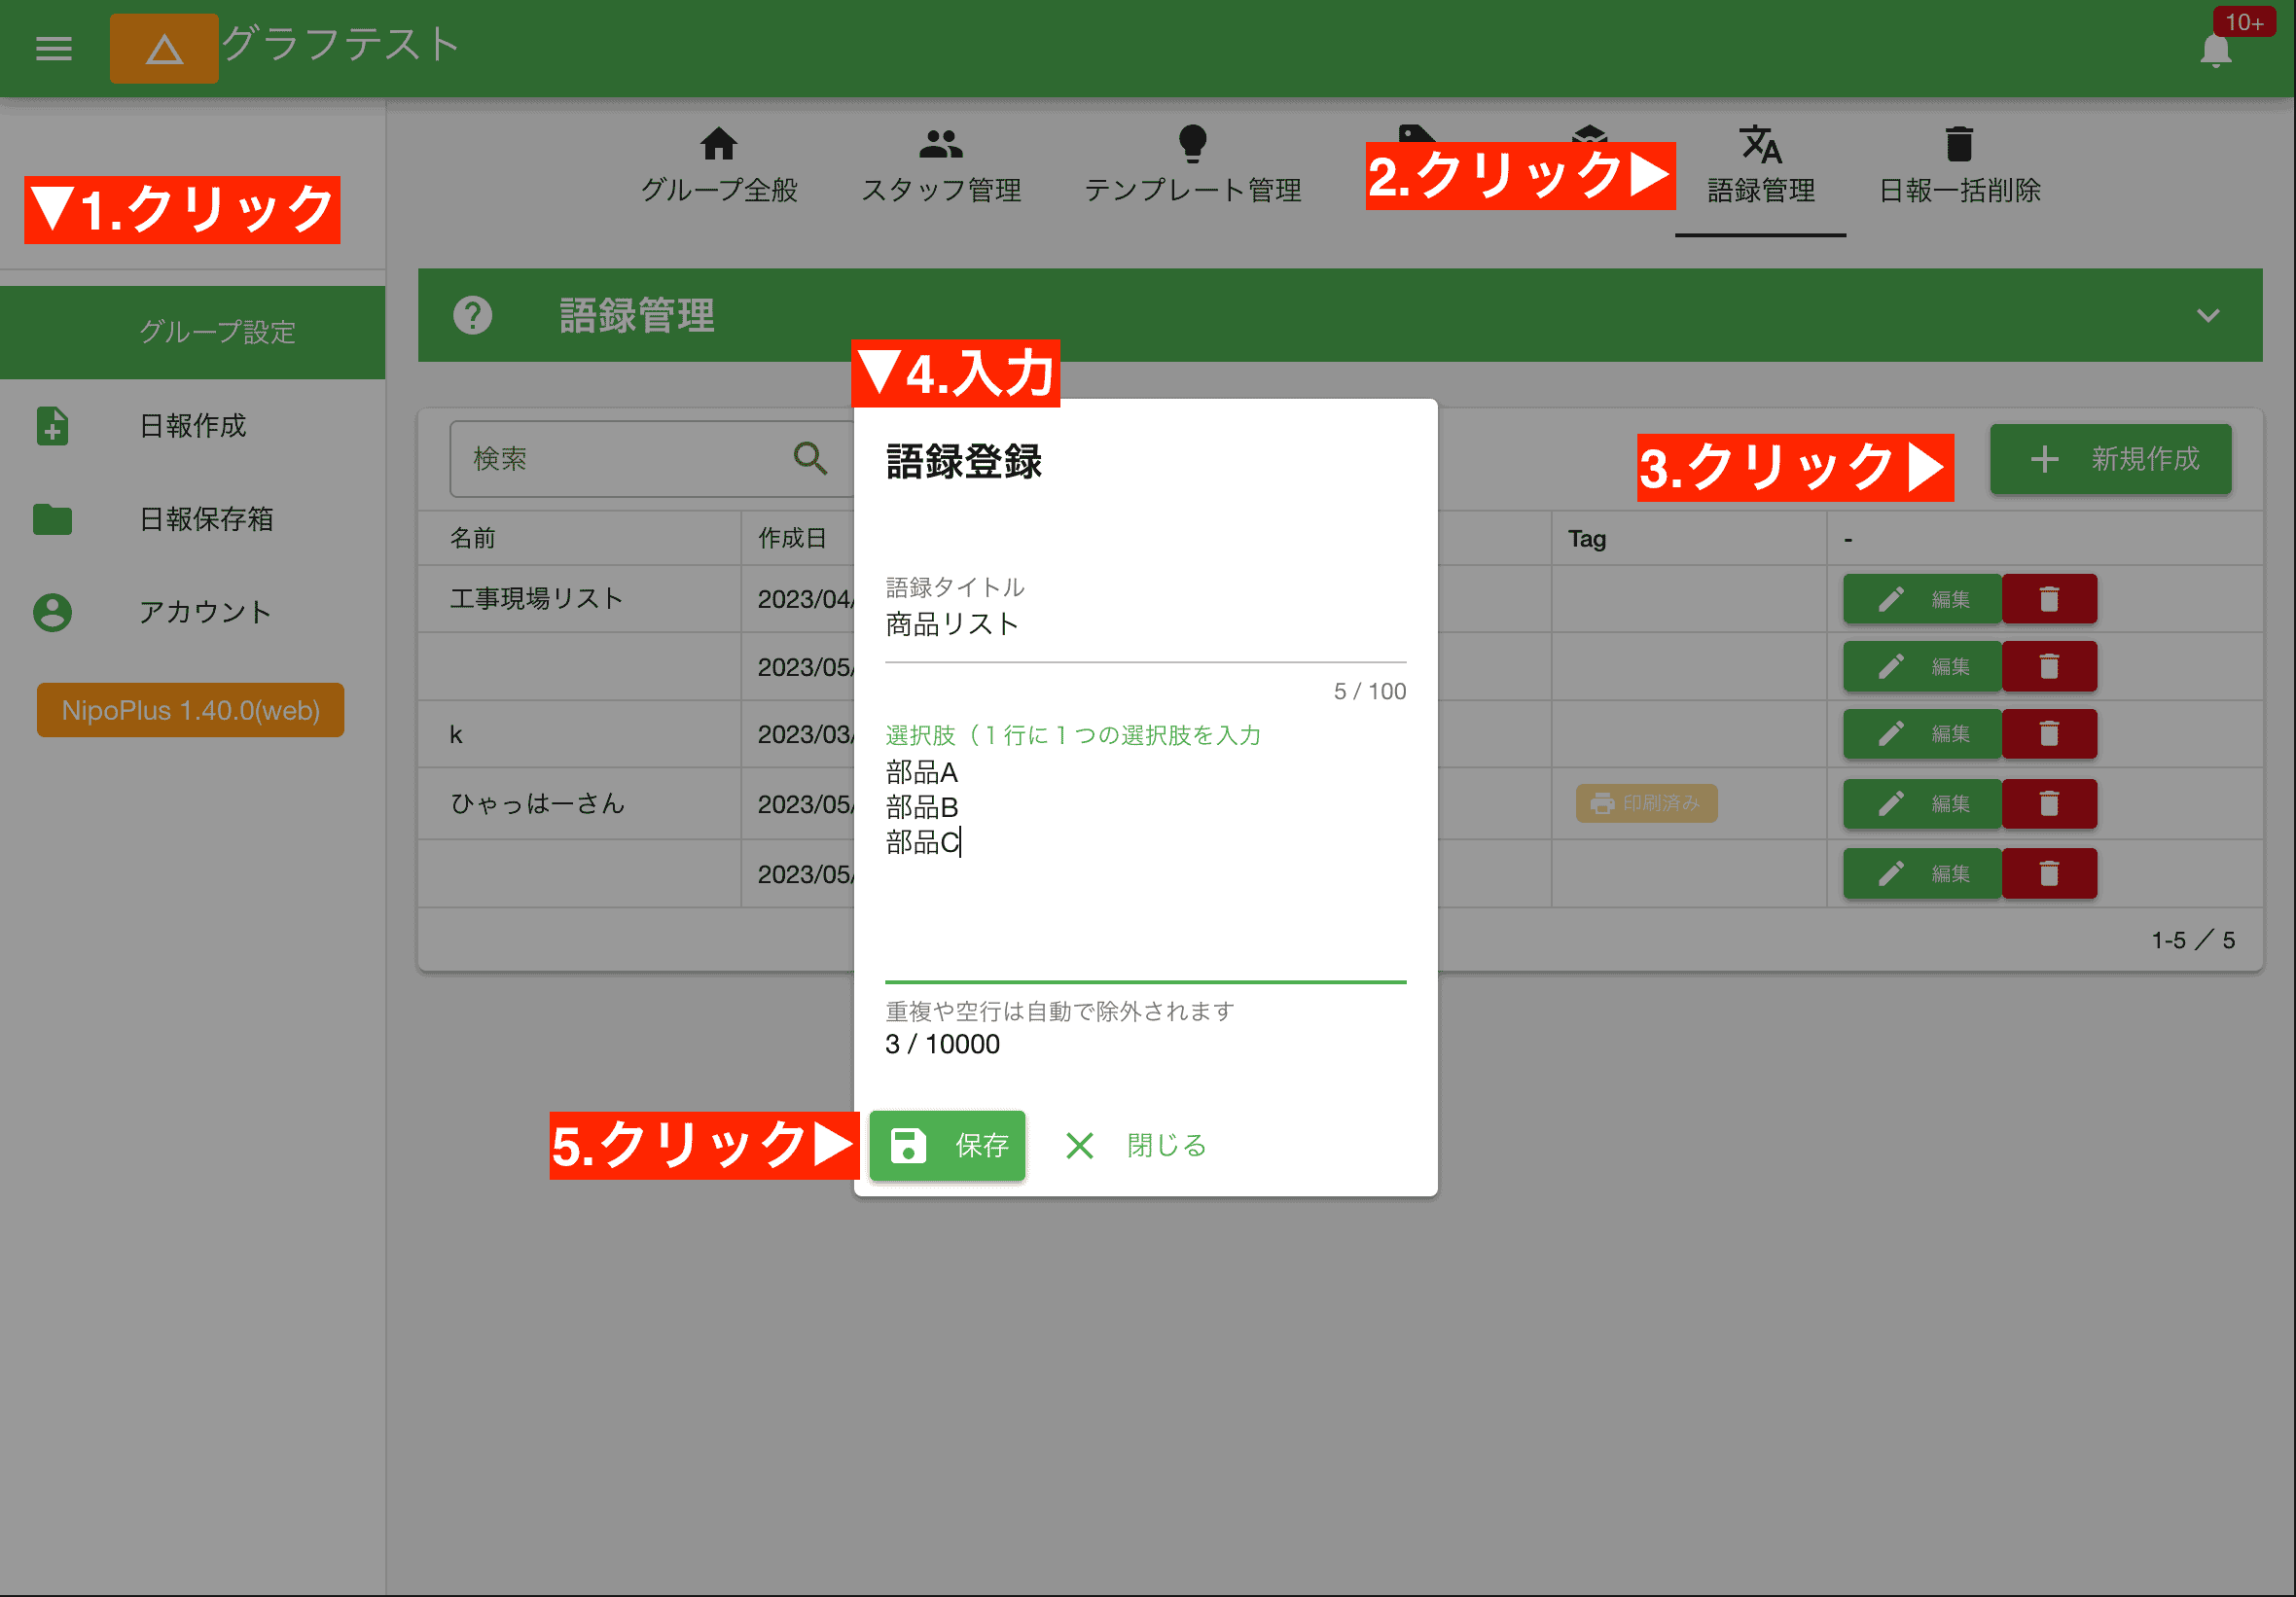 グラフテスト
10+
▼1.クリック
グループ設定
日報作成
日報保存箱
アカウント
NipoPlus 1.40.0(web)
グループ全般
スタッフ管理
テンプレート管理
2.クリック▶
語録管理
日報一括削除
語録管理
▼4.入力
検索
3.クリック▶
新規作成
名前
作成日
Tag
-
工事現場リスト
2023/04/
編集
2023/05/
編集
k
2023/03/
編集
ひゃっはーさん
2023/05/
印刷済み
編集
2023/05/
編集
1-5 ／ 5
語録登録
語録タイトル
商品リスト
5 / 100
選択肢（１行に１つの選択肢を入力
部品A
部品B
部品C
重複や空行は自動で除外されます
3 / 10000
5.クリック▶
保存
閉じる